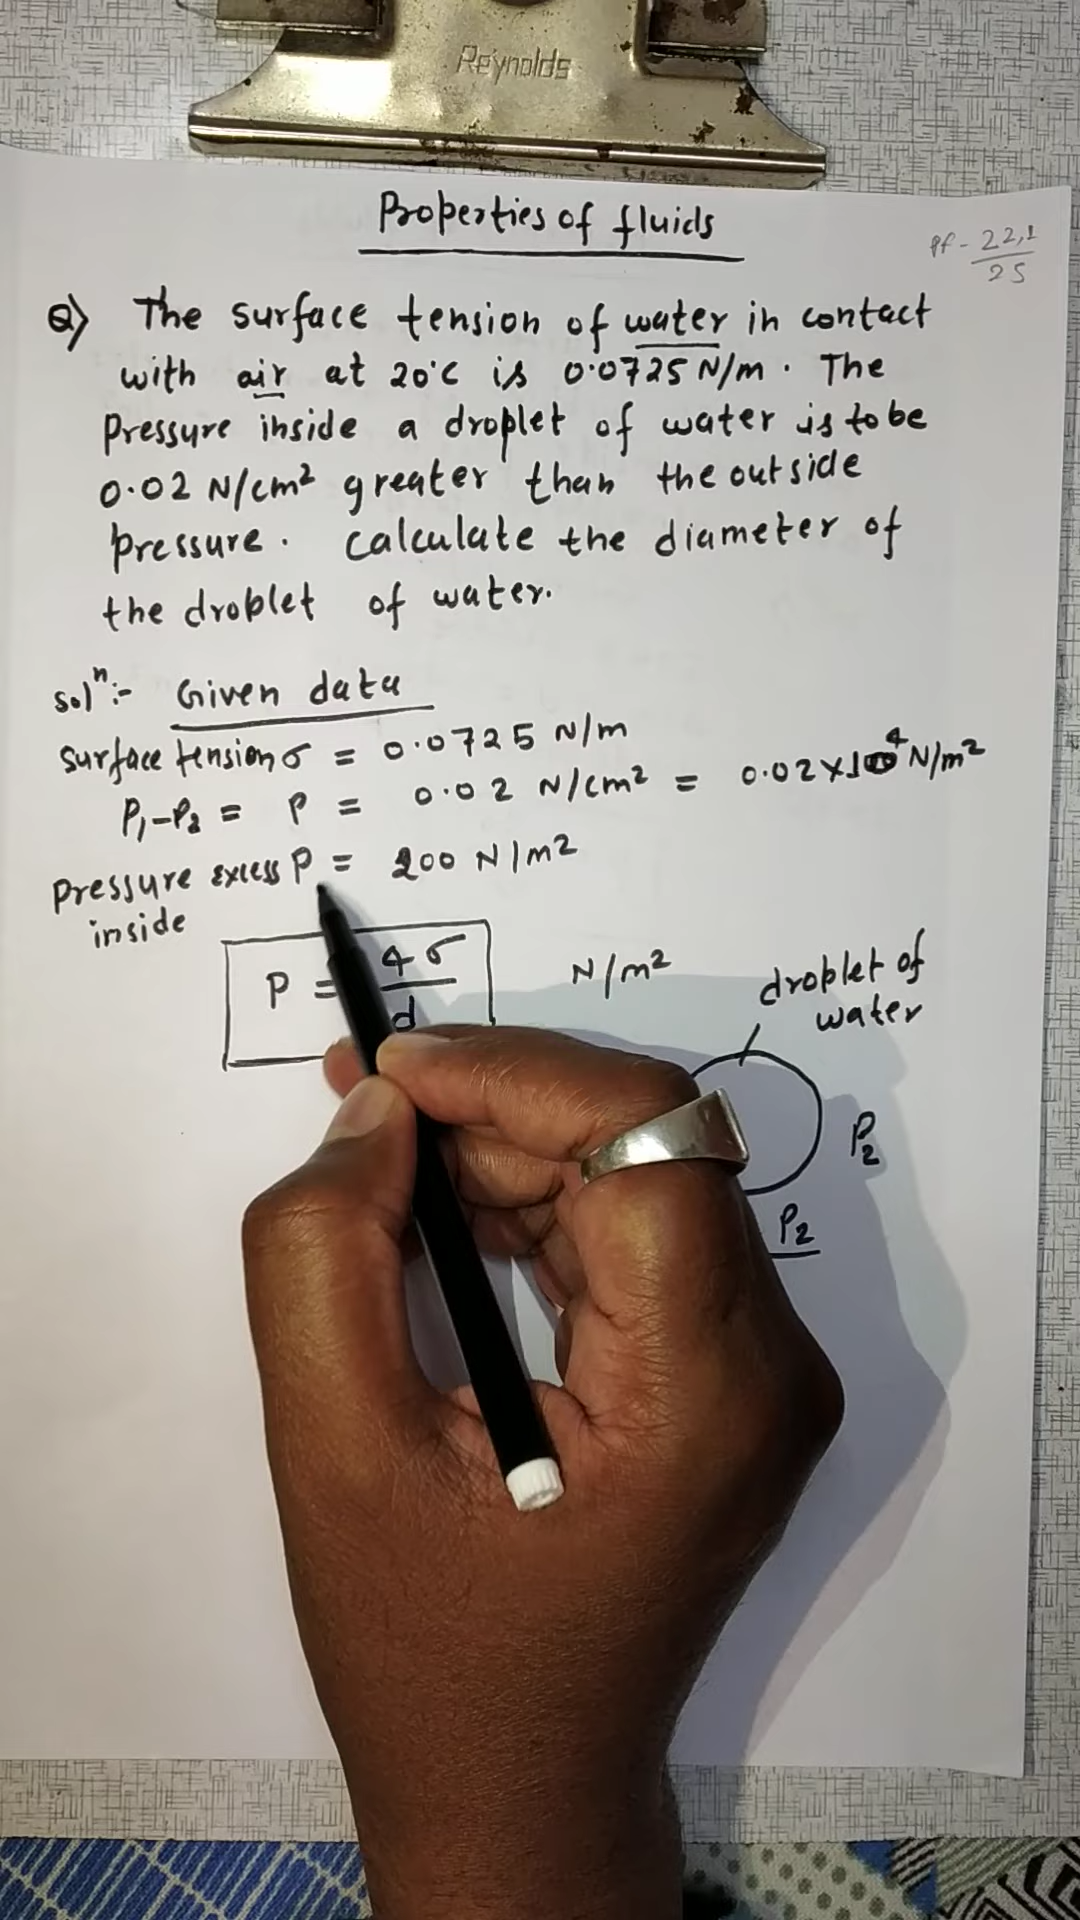 Reynolds
Properties of fluids
Pf - 22,1
25
Q) The surface tension of water in contact
with air at 20°C is 0.0725 N/m. The
Pressure inside a droplet of water is to be
0.02 N/cm² greater than the outside
pressure. calculate the diameter of
the droplet of water.
solⁿ:- Given data
Surface tension σ = 0.0725 N/m
P₁-P₂ = P = 0.02 N/cm² = 0.02×10⁴ N/m²
Pressure excess P = 200 N/m²
inside
P = 4σ
d
N/m²
droplet of
water
P₂
P₂